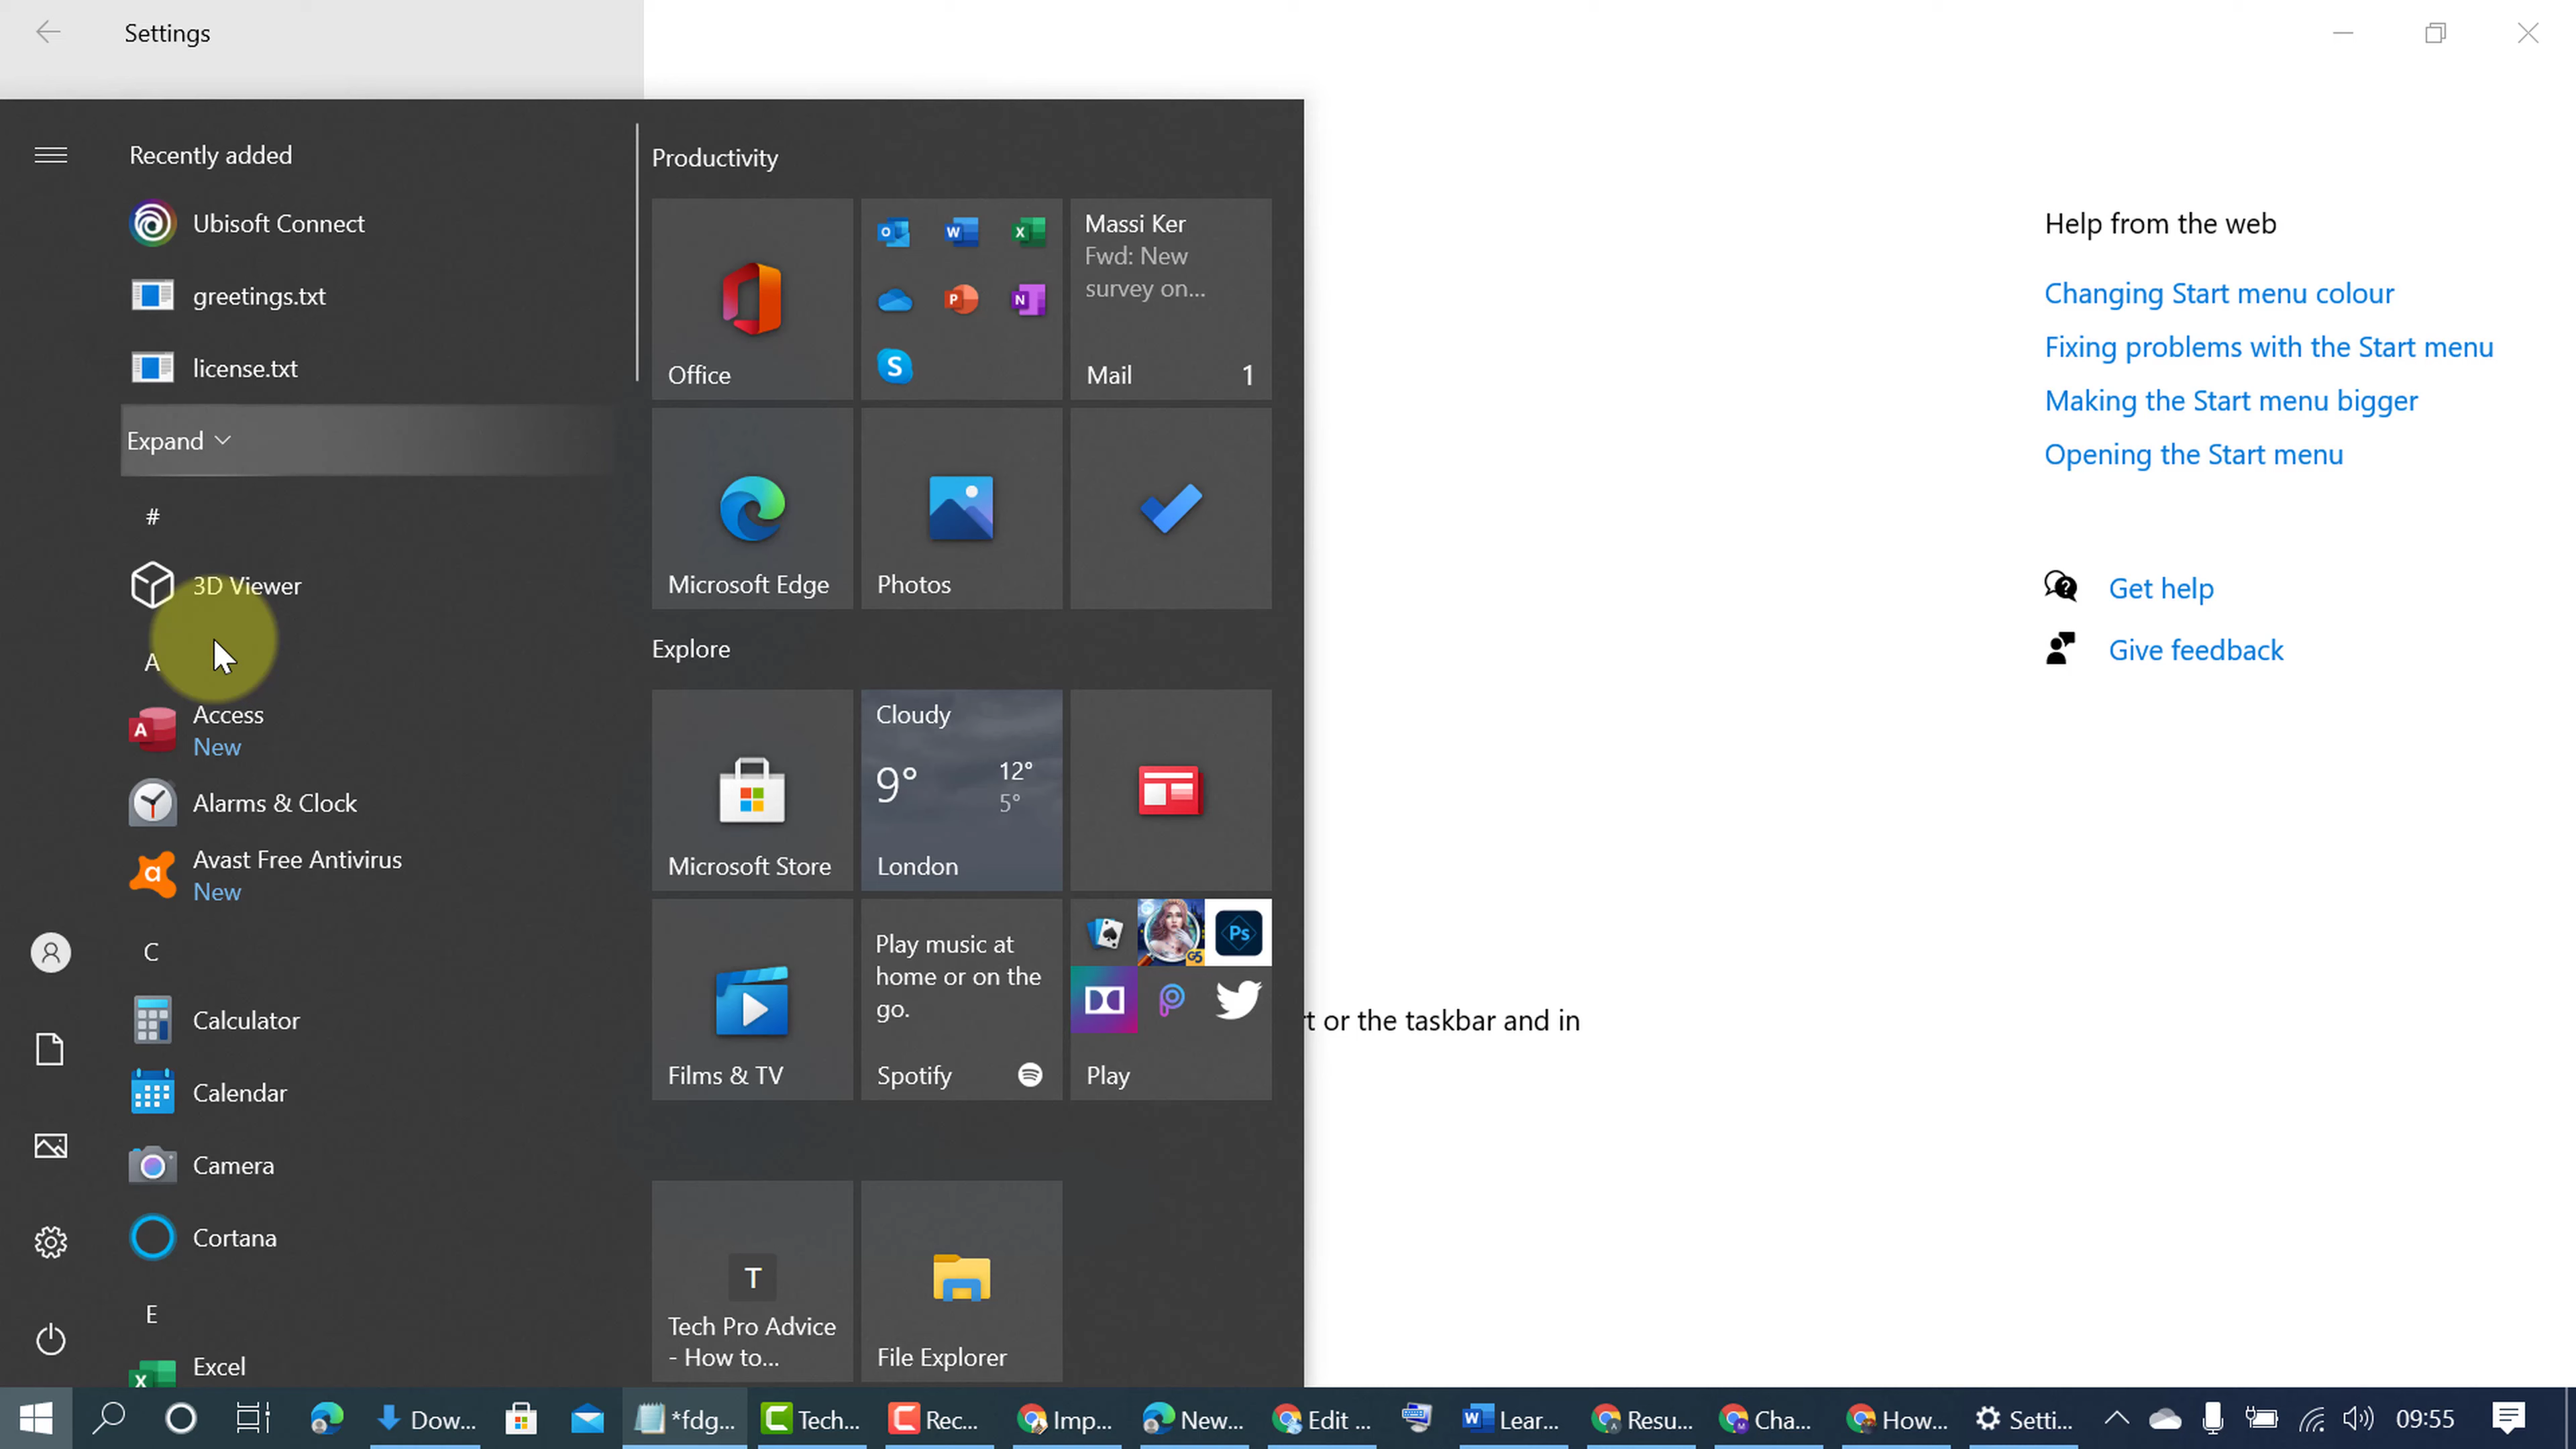 Settings
Recently added
Ubisoft Connect
greetings.txt
license.txt
Expand
#
3D Viewer
A
Access
New
Alarms & Clock
Avast Free Antivirus
New
C
Calculator
Calendar
Camera
Cortana
E
Excel
Productivity
Office
Massi Ker
Fwd: New
survey on...
Mail 1
Microsoft Edge
Photos
Explore
Microsoft Store
Cloudy
9° 12°
5°
London
Films & TV
Play music at
home or on the
go.
Spotify
Ps
G5
Play
T
Tech Pro Advice
- How to...
File Explorer
rt or the taskbar and in
Help from the web
Changing Start menu colour
Fixing problems with the Start menu
Making the Start menu bigger
Opening the Start menu
Get help
Give feedback
Dow... *fdg... Tech... Rec... Imp... New... Edit ... Lear... Resu... Cha... How... Setti... 09:55